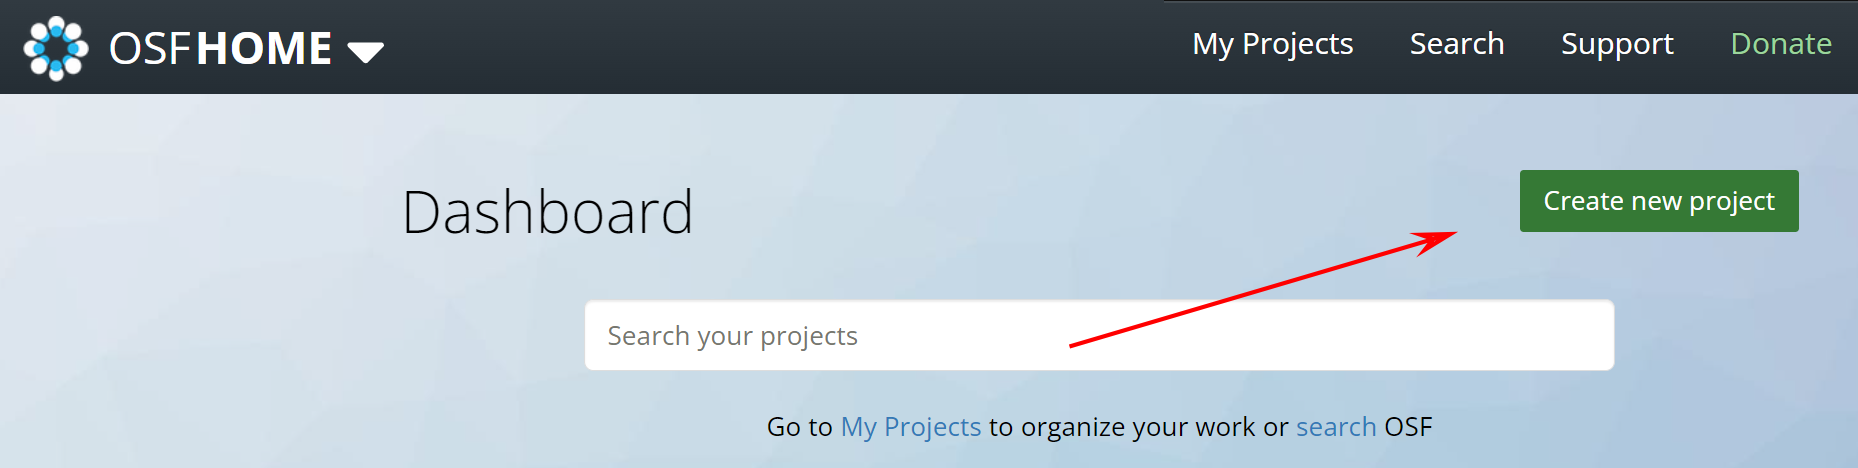 OSFHOME My Projects Search Support Donate
Dashboard
Create new project
Search your projects
Go to My Projects to organize your work or search OSF